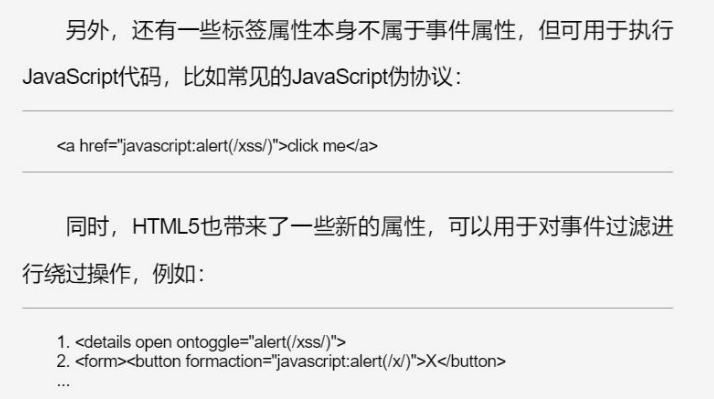 另外，还有一些标签属性本身不属于事件属性，但可用于执行
JavaScript代码，比如常见的JavaScript伪协议：
<a href="javascript:alert(/xss/)">click me</a>
同时，HTML5也带来了一些新的属性，可以用于对事件过滤进
行绕过操作，例如：
1. <details open ontoggle="alert(/xss/)">
2. <form><button formaction="javascript:alert(/x/)">X</button>
...